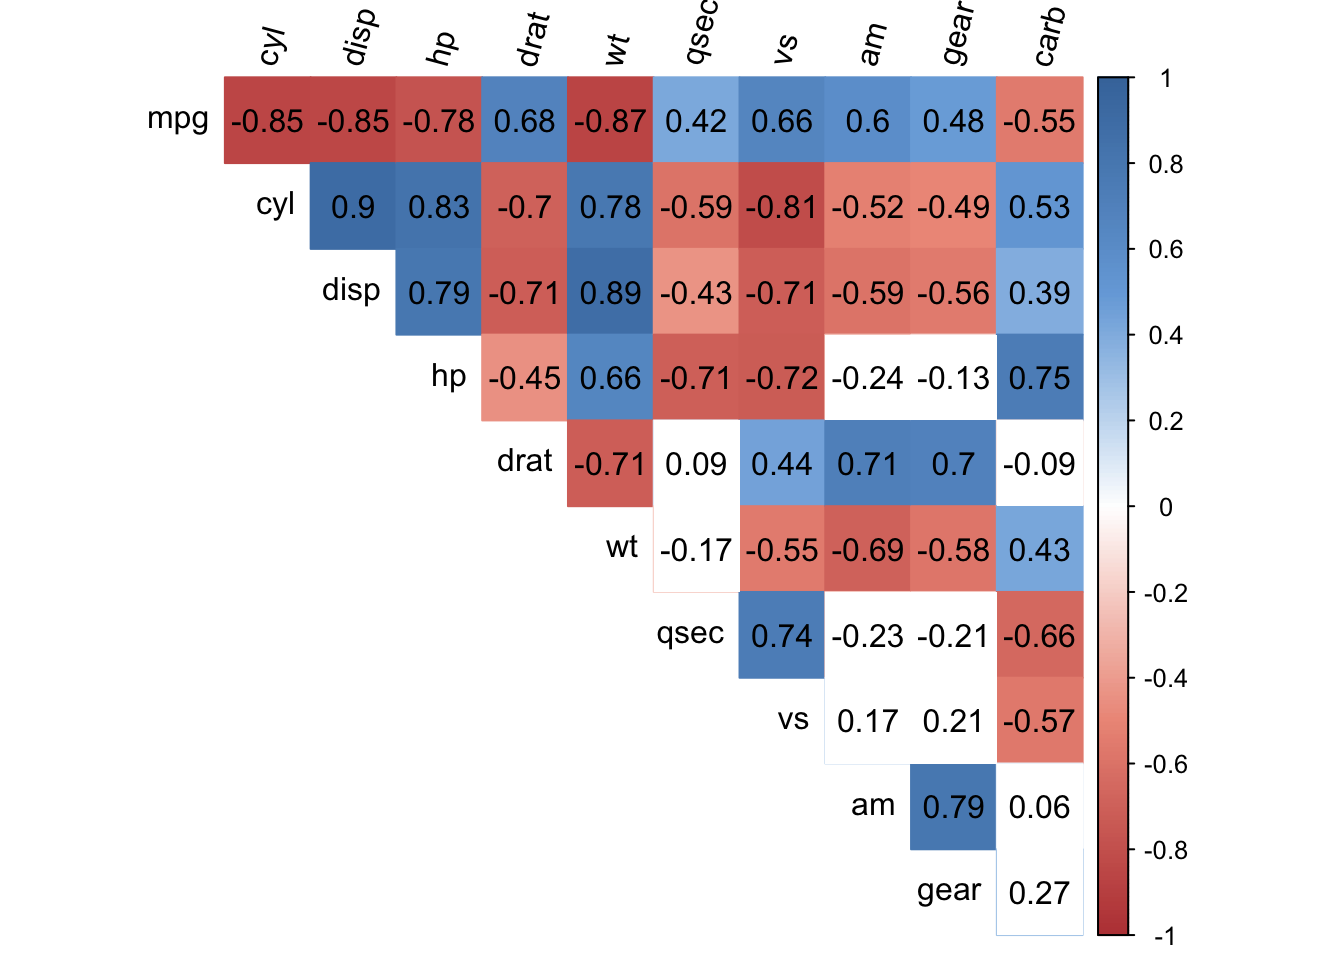 cyl disp hp drat wt qsec vs am gear carb
mpg -0.85 -0.85 -0.78 0.68 -0.87 0.42 0.66 0.6 0.48 -0.55
cyl 0.9 0.83 -0.7 0.78 -0.59 -0.81 -0.52 -0.49 0.53
disp 0.79 -0.71 0.89 -0.43 -0.71 -0.59 -0.56 0.39
hp -0.45 0.66 -0.71 -0.72 -0.24 -0.13 0.75
drat -0.71 0.09 0.44 0.71 0.7 -0.09
wt -0.17 -0.55 -0.69 -0.58 0.43
qsec 0.74 -0.23 -0.21 -0.66
vs 0.17 0.21 -0.57
am 0.79 0.06
gear 0.27
1
0.8
0.6
0.4
0.2
0
-0.2
-0.4
-0.6
-0.8
-1